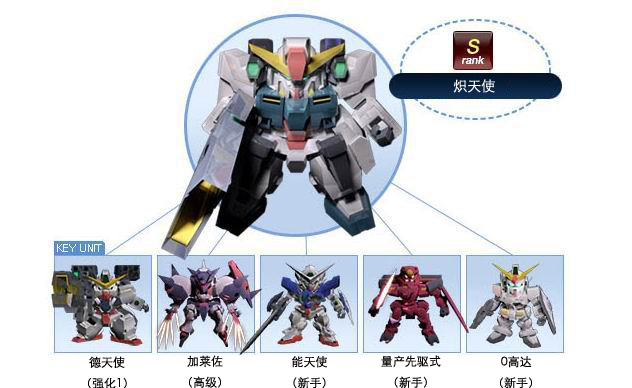 S
rank
炽天使
KEY UNIT
德天使
加莱佐
能天使
量产先驱式
0高达
（强化1）
（高级）
（新手）
（新手）
（新手）